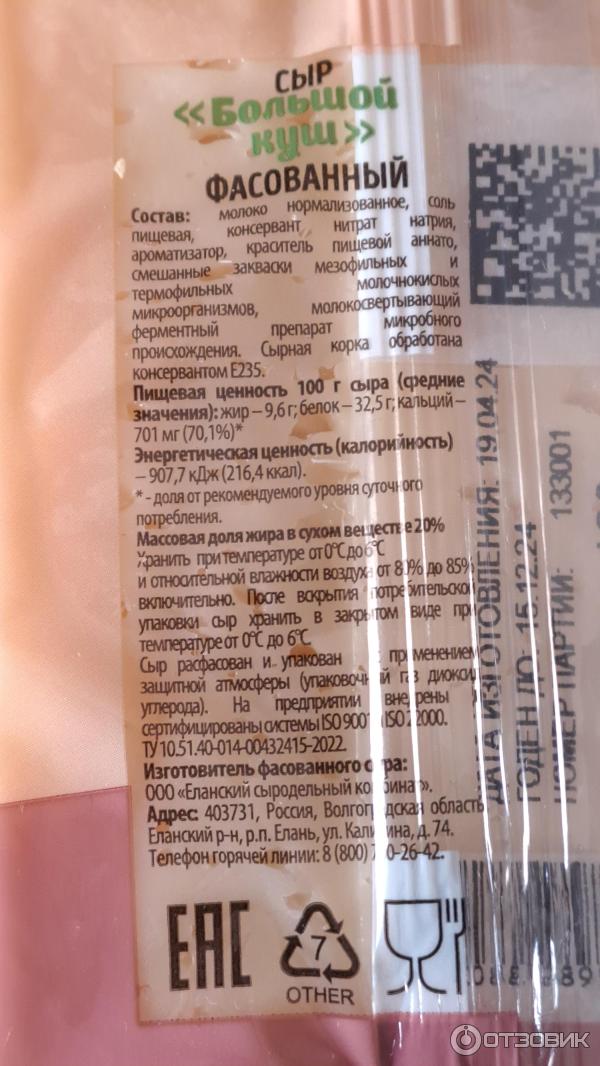 СЫР
«Большой
куш»
ФАСОВАННЫЙ
Состав: молоко нормализованное, соль
пищевая, консервант нитрат натрия,
ароматизатор, краситель пищевой аннато,
смешанные закваски мезофильных и
термофильных молочнокислых
микроорганизмов, молокосвертывающий
ферментный препарат микробного
происхождения. Сырная корка обработана
консервантом Е235.
Пищевая ценность 100 г сыра (средние
значения): жир – 9,6 г; белок – 32,5 г; кальций –
701 мг (70,1%)*
Энергетическая ценность (калорийность)
– 907,7 кДж (216,4 ккал).
* - доля от рекомендуемого уровня суточного
потребления.
Массовая доля жира в сухом веществе 20%
Хранить при температуре от 0°С до 6°С
и относительной влажности воздуха от 80% до 85%
включительно. После вскрытия потребительской
упаковки сыр хранить в закрытом виде при
температуре от 0°С до 6°С.
Сыр расфасован и упакован с применением
защитной атмосферы (упаковочный газ диоксид
углерода). На предприятии внедрены
сертифицированы системы ISO 9001, ISO 22000.
ТУ 10.51.40-014-00432415-2022.
Изготовитель фасованного сыра:
ООО «Еланский сыродельный комбинат».
Адрес: 403731, Россия, Волгоградская область,
Еланский р-н, р.п. Елань, ул. Калинина, д. 74.
Телефон горячей линии: 8 (800) 0-26-42.
ЕАС
7
OTHER
ДАТА ИЗГОТОВЛЕНИЯ: 19.04.24
ГОДЕН ДО: 15.12.24
НОМЕР ПАРТИИ: 133001
ОТЗОВИК